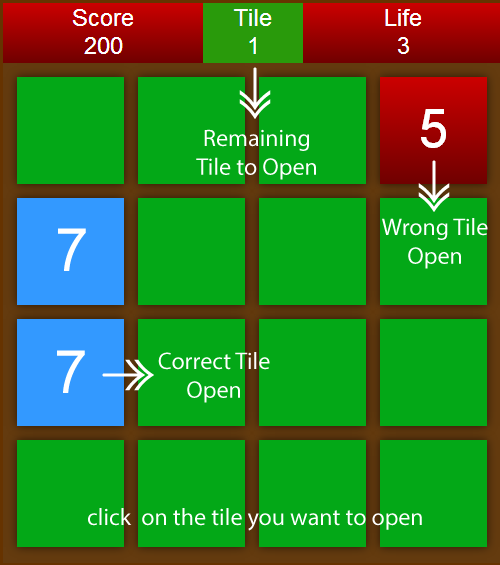 Score Tile Life
200 1 3
Remaining
Tile to Open
5
7
Wrong Tile
Open
7
Correct Tile
Open
click on the tile you want to open